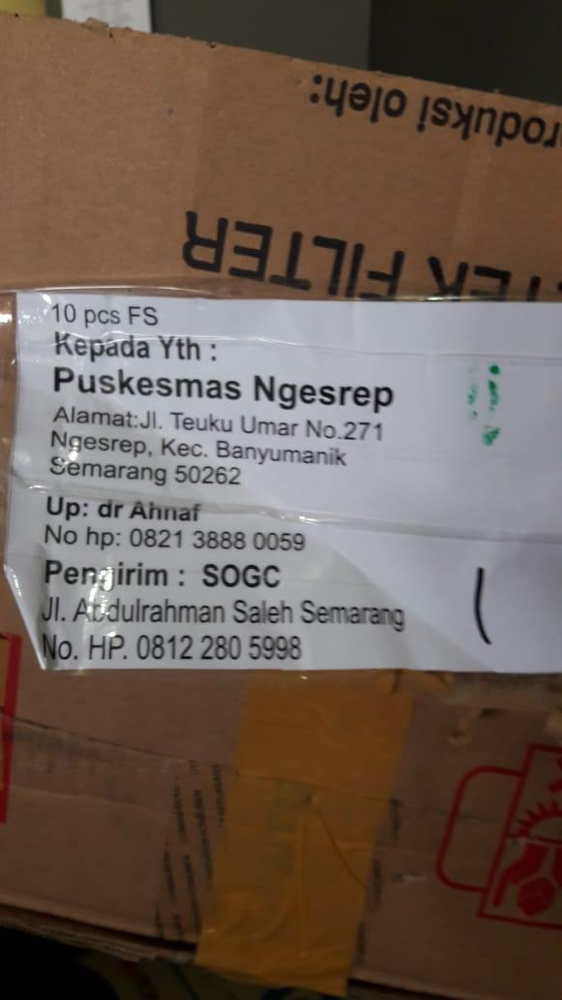 roduksi oleh:
TEK FILTER
10 pcs FS
Kepada Yth :
Puskesmas Ngesrep
Alamat:Jl. Teuku Umar No.271
Ngesrep, Kec. Banyumanik
Semarang 50262
Up: dr Ahnaf
No hp: 0821 3888 0059
Pengirim : SOGC
Jl. Abdulrahman Saleh Semarang
No. HP. 0812 280 5998